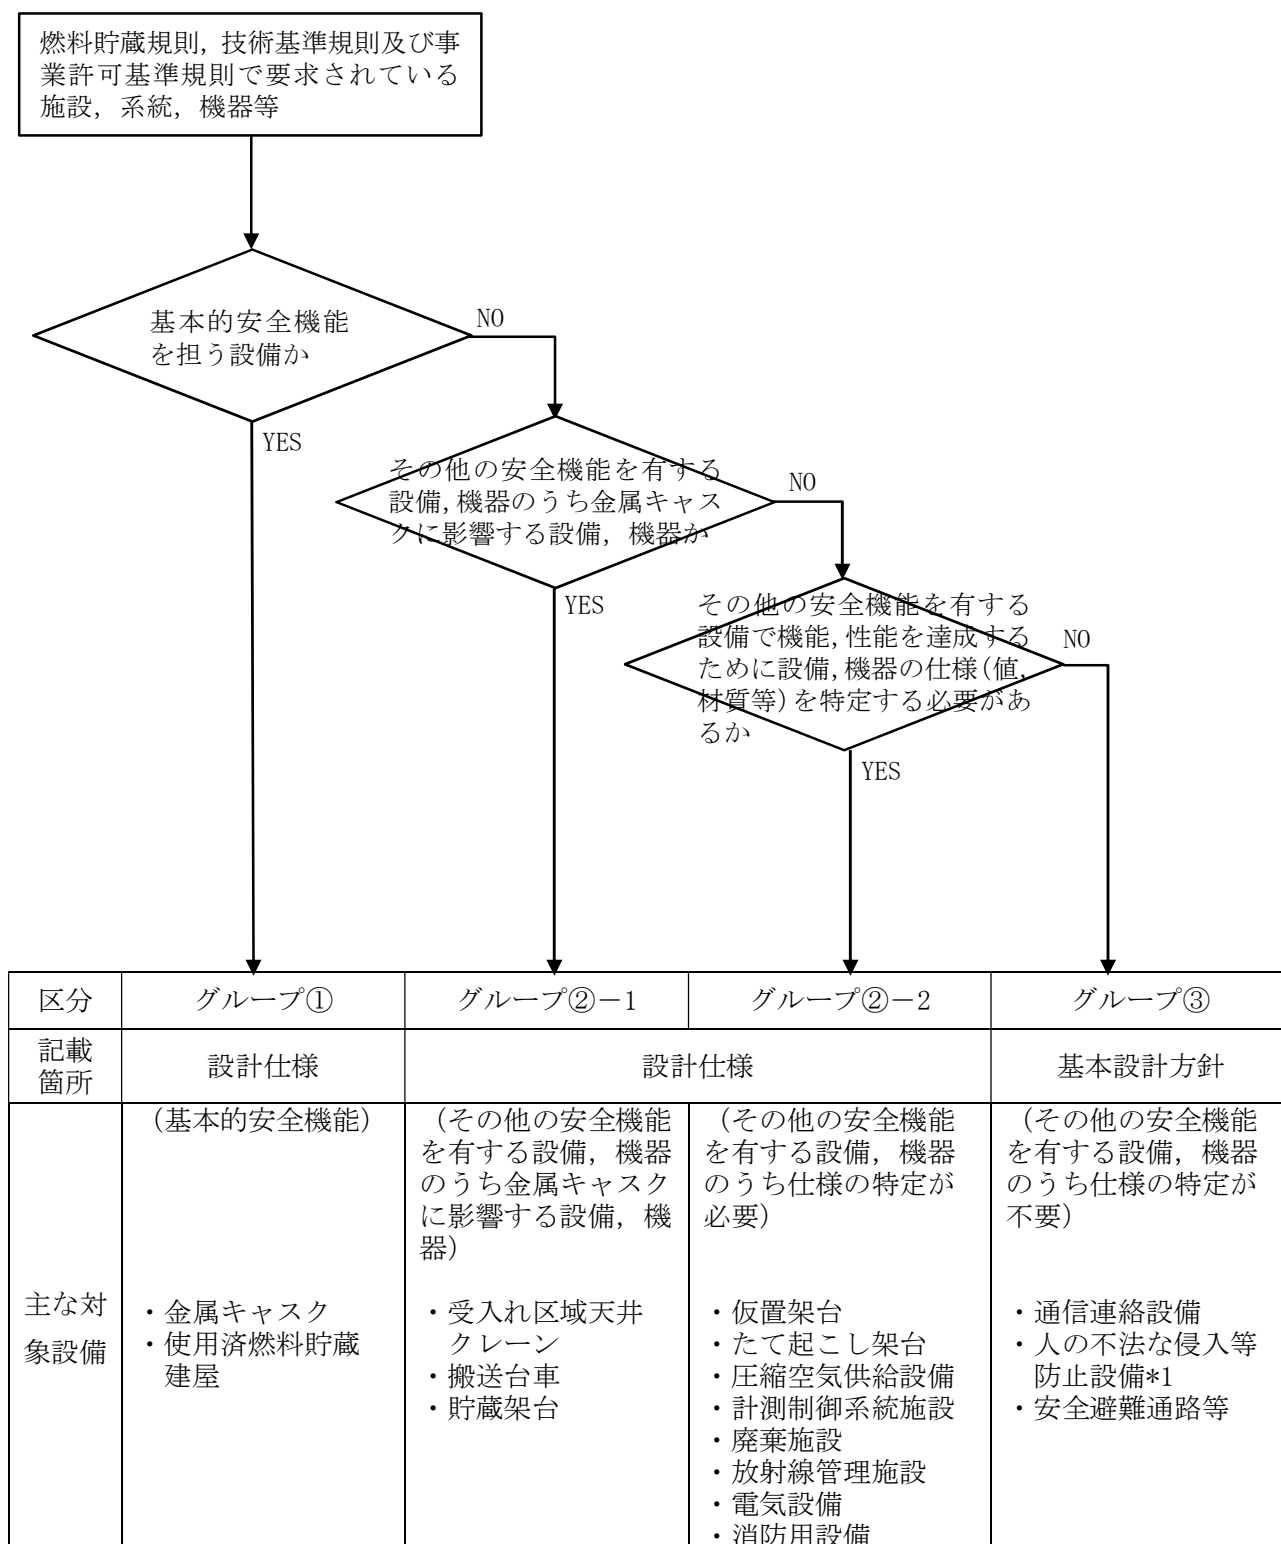 燃料貯蔵規則，技術基準規則及び事
業許可基準規則で要求されている
施設，系統，機器等
基本的安全機能
を担う設備か
NO
YES
その他の安全機能を有する
設備,機器のうち金属キャス
クに影響する設備，機器か
NO
YES
その他の安全機能を有する
設備で機能,性能を達成する
ために設備,機器の仕様(値,
材質等)を特定する必要があ
るか
NO
YES
区分
グループ①
グループ②－1
グループ②－2
グループ③
記載
箇所
設計仕様
設計仕様
基本設計方針
主な対
象設備
（基本的安全機能）
・金属キャスク
・使用済燃料貯蔵
建屋
（その他の安全機能
を有する設備，機器
のうち金属キャスク
に影響する設備，機
器）
・受入れ区域天井
クレーン
・搬送台車
・貯蔵架台
（その他の安全機能
を有する設備，機器
のうち仕様の特定が
必要）
・仮置架台
・たて起こし架台
・圧縮空気供給設備
・計測制御系統施設
・廃棄施設
・放射線管理施設
・電気設備
・消防用設備
（その他の安全機能
を有する設備，機器
のうち仕様の特定が
不要）
・通信連絡設備
・人の不法な侵入等
防止設備*1
・安全避難通路等